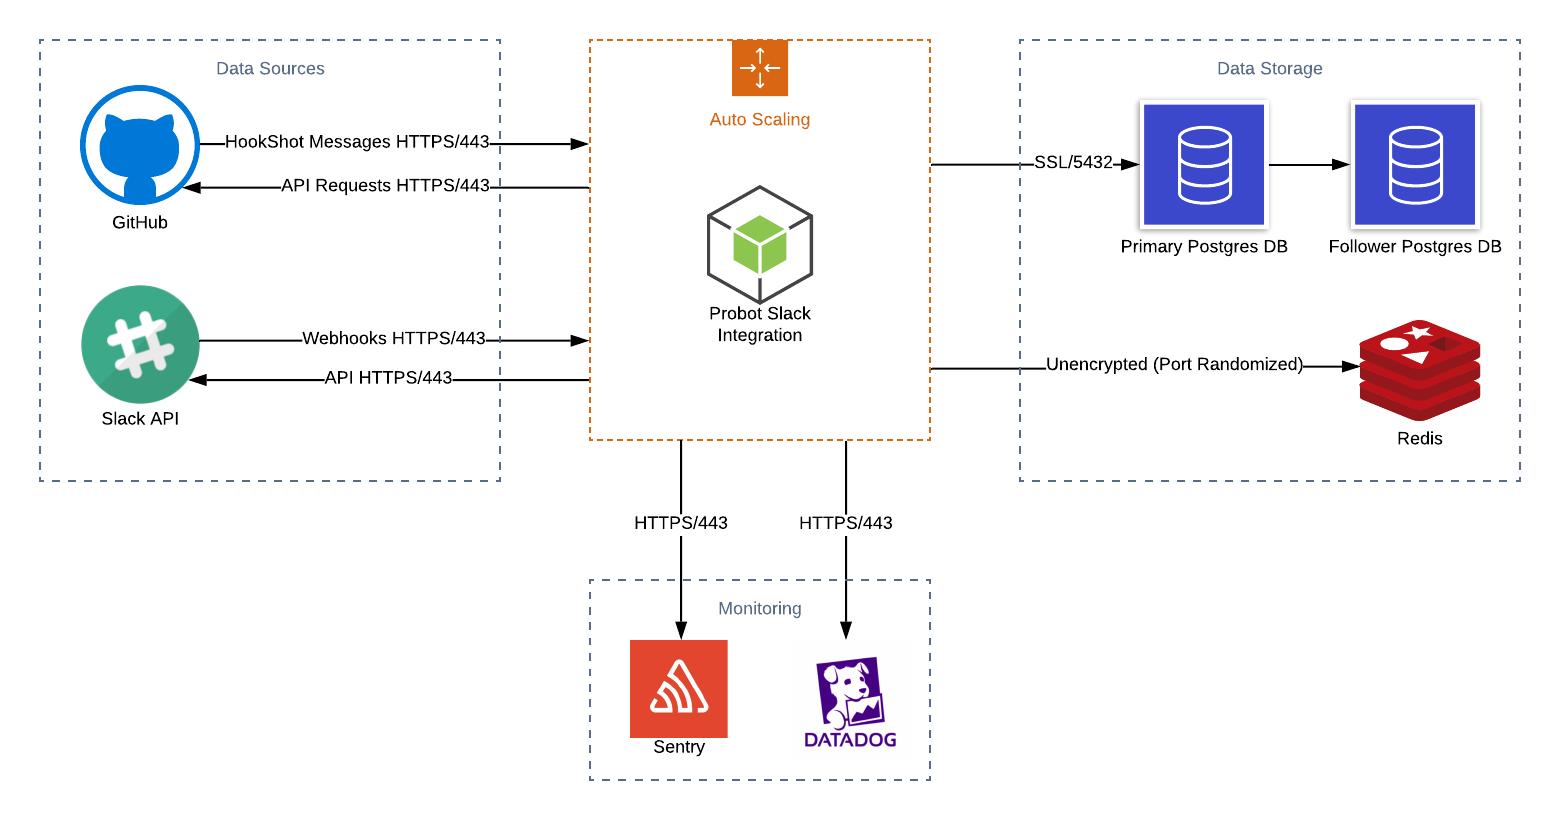 Data Sources
HookShot Messages HTTPS/443
API Requests HTTPS/443
GitHub
Webhooks HTTPS/443
API HTTPS/443
Slack API
Auto Scaling
Probot Slack
Integration
Data Storage
SSL/5432
Primary Postgres DB
Follower Postgres DB
Unencrypted (Port Randomized)
Redis
HTTPS/443
HTTPS/443
Monitoring
Sentry
DATADOG